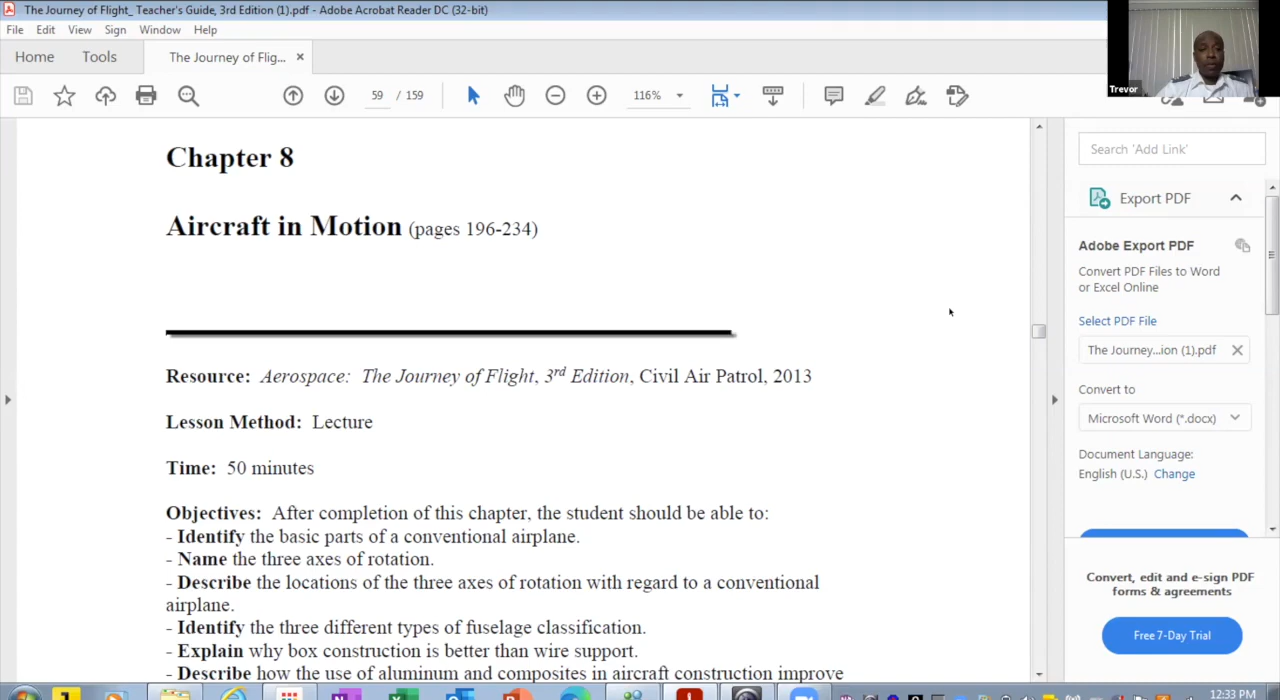 The Journey of Flight_ Teacher's Guide, 3rd Edition (1).pdf - Adobe Acrobat Reader DC (32-bit)
File Edit View Sign Window Help
Home Tools The Journey of Flig... ×
59 / 159 116%
Trevor
Chapter 8
Aircraft in Motion (pages 196-234)
Resource: Aerospace: The Journey of Flight, 3rd Edition, Civil Air Patrol, 2013
Lesson Method: Lecture
Time: 50 minutes
Objectives: After completion of this chapter, the student should be able to:
- Identify the basic parts of a conventional airplane.
- Name the three axes of rotation.
- Describe the locations of the three axes of rotation with regard to a conventional
airplane.
- Identify the three different types of fuselage classification.
- Explain why box construction is better than wire support.
- Describe how the use of aluminum and composites in aircraft construction improve
Search 'Add Link'
Export PDF
Adobe Export PDF
Convert PDF Files to Word
or Excel Online
Select PDF File
The Journey...ion (1).pdf
Convert to
Microsoft Word (*.docx)
Document Language:
English (U.S.) Change
Convert, edit and e-sign PDF
forms & agreements
Free 7-Day Trial
12:33 PM